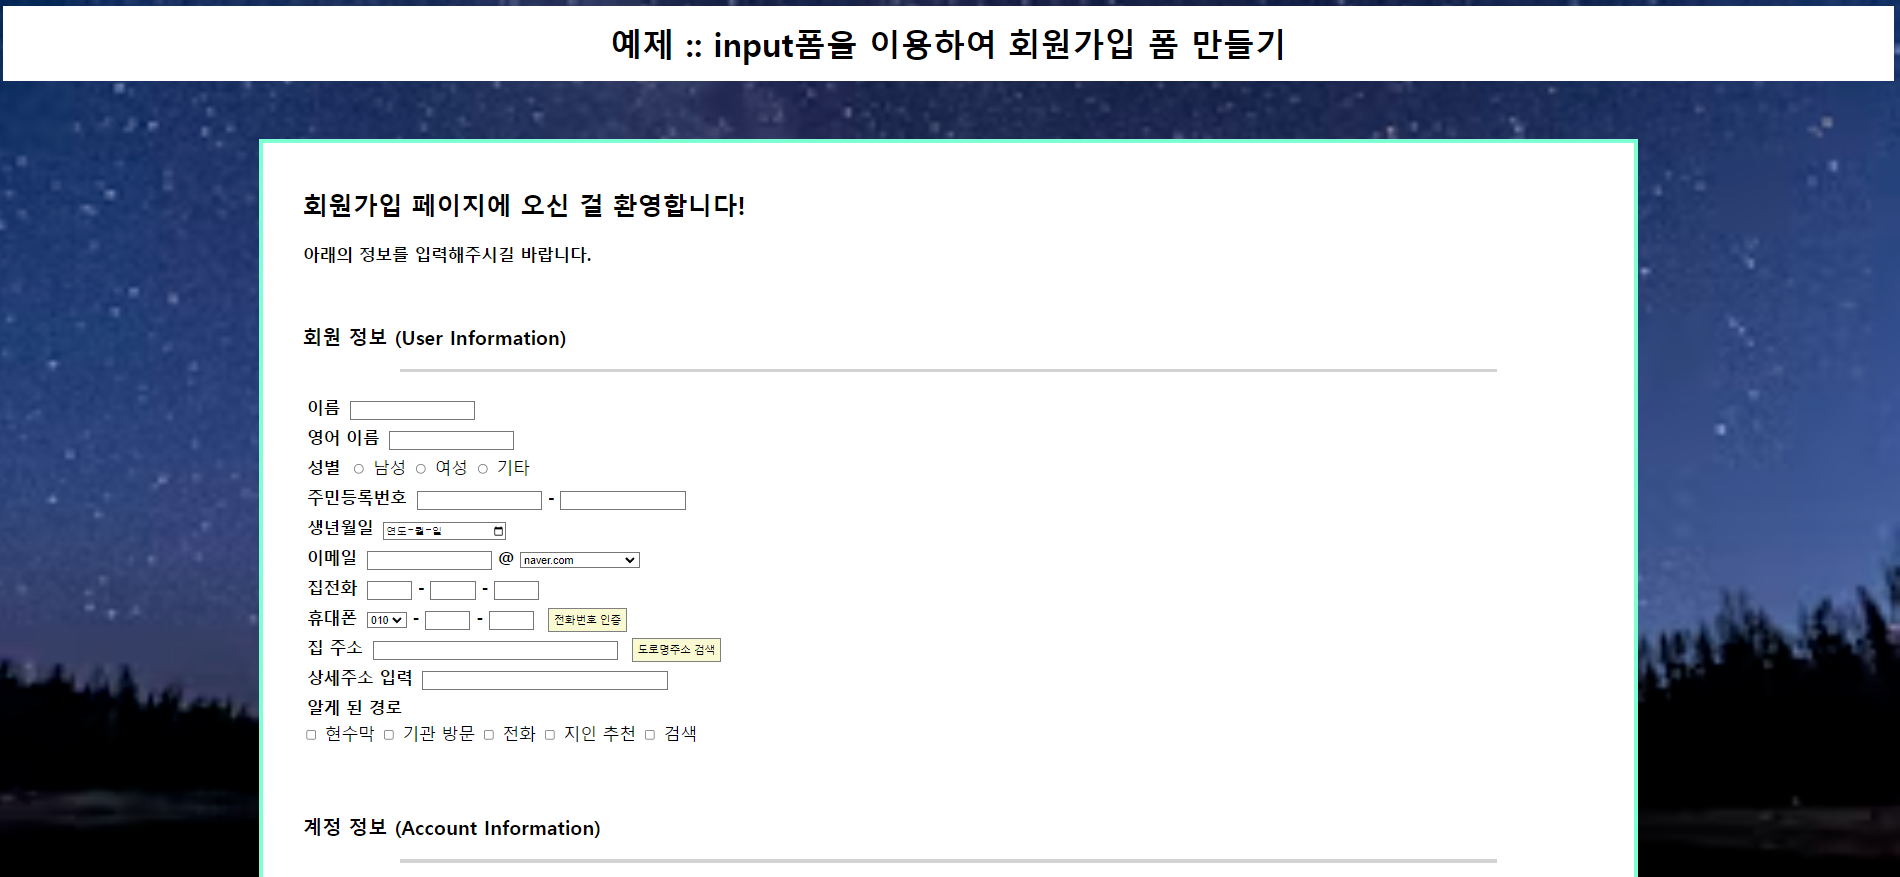 예제 :: input폼을 이용하여 회원가입 폼 만들기
회원가입 페이지에 오신 걸 환영합니다!
아래의 정보를 입력해주시길 바랍니다.
회원 정보 (User Information)
이름
영어 이름
성별 남성 여성 기타
주민등록번호 -
생년월일 연도-월-일
이메일 @ naver.com
집전화 - -
휴대폰 010 - - 전화번호 인증
집 주소 도로명주소 검색
상세주소 입력
알게 된 경로
현수막 기관 방문 전화 지인 추천 검색
계정 정보 (Account Information)